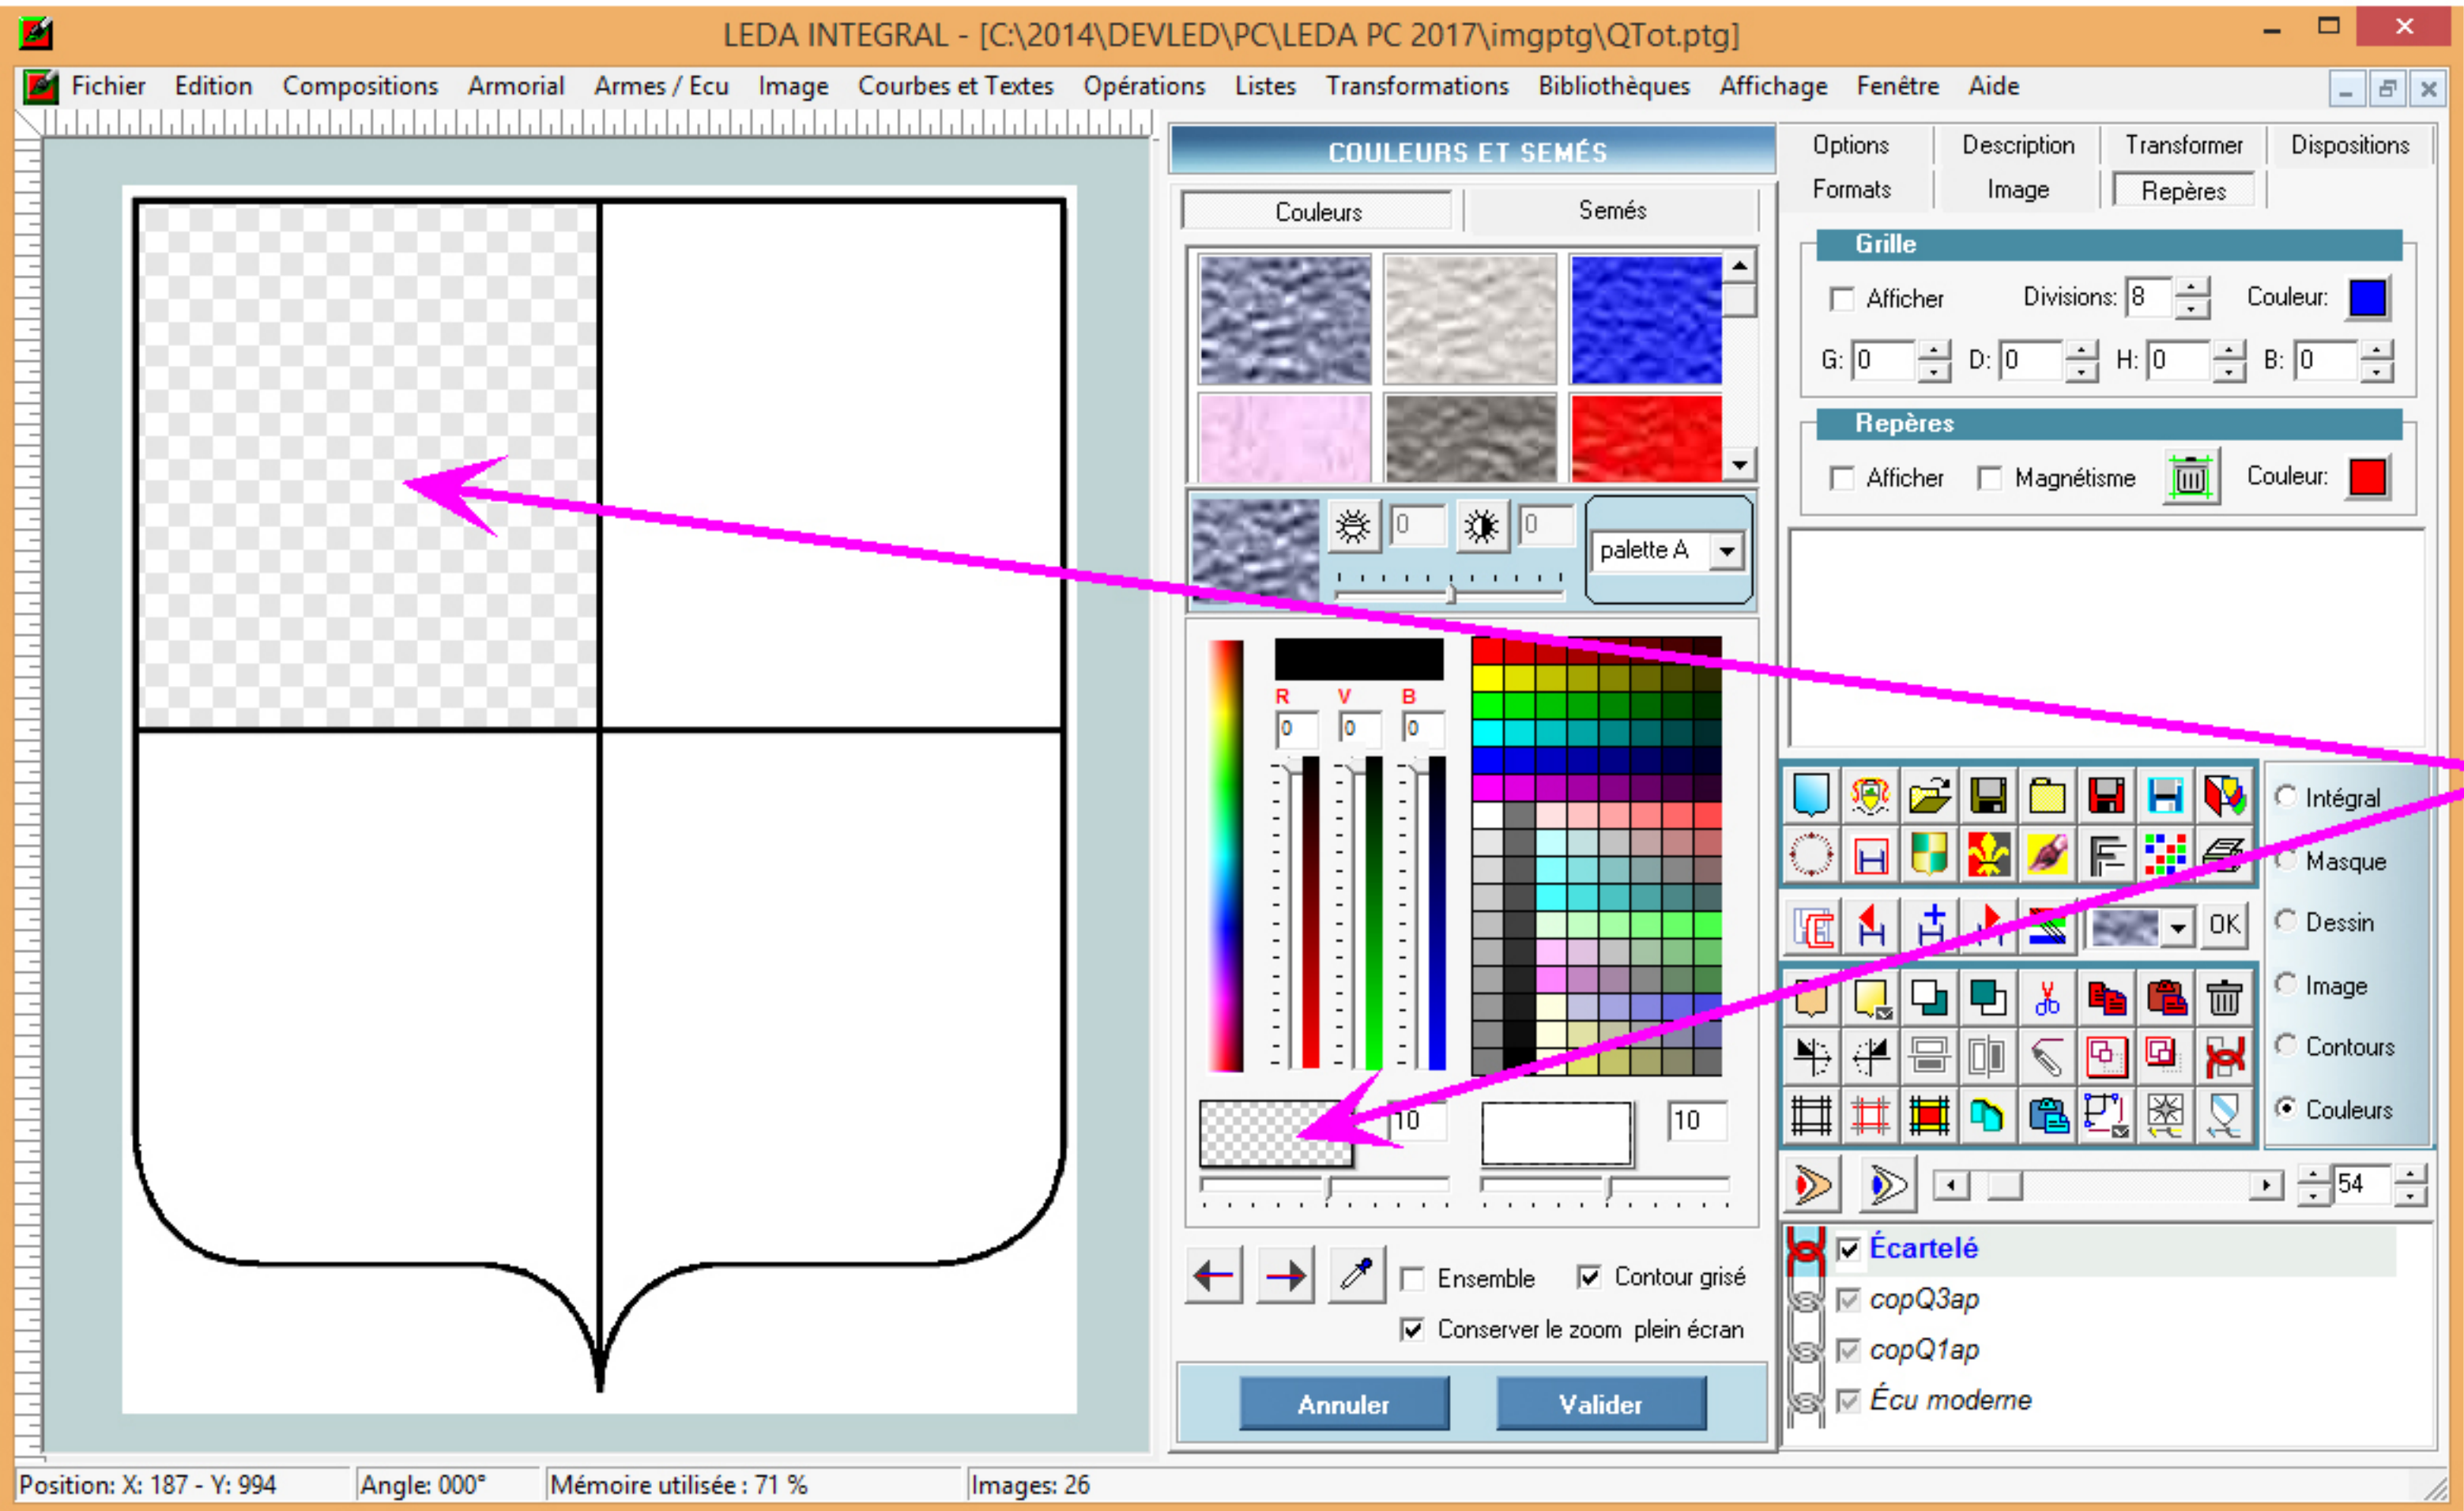 LEDA INTEGRAL - [C:\2014\DEVLED\PC\LEDA PC 2017\imgptg\QTot.ptg]
Fichier Edition Compositions Armorial Armes / Ecu Image Courbes et Textes Opérations Listes Transformations Bibliothèques Affichage Fenêtre Aide
COULEURS ET SEMÉS
Couleurs Semés
0 0 palette A
R V B
0 0 0
10 10
Ensemble Contour grisé
Conserver le zoom plein écran
Annuler Valider
Options Description Transformer Dispositions
Formats Image Repères
Grille
Afficher Divisions: 8 Couleur:
G: 0 D: 0 H: 0 B: 0
Repères
Afficher Magnétisme Couleur:
Intégral
Masque
OK Dessin
Image
Contours
Couleurs
54
Écartelé
copQ3ap
copQ1ap
Écu moderne
Position: X: 187 - Y: 994 Angle: 000° Mémoire utilisée : 71 % Images: 26